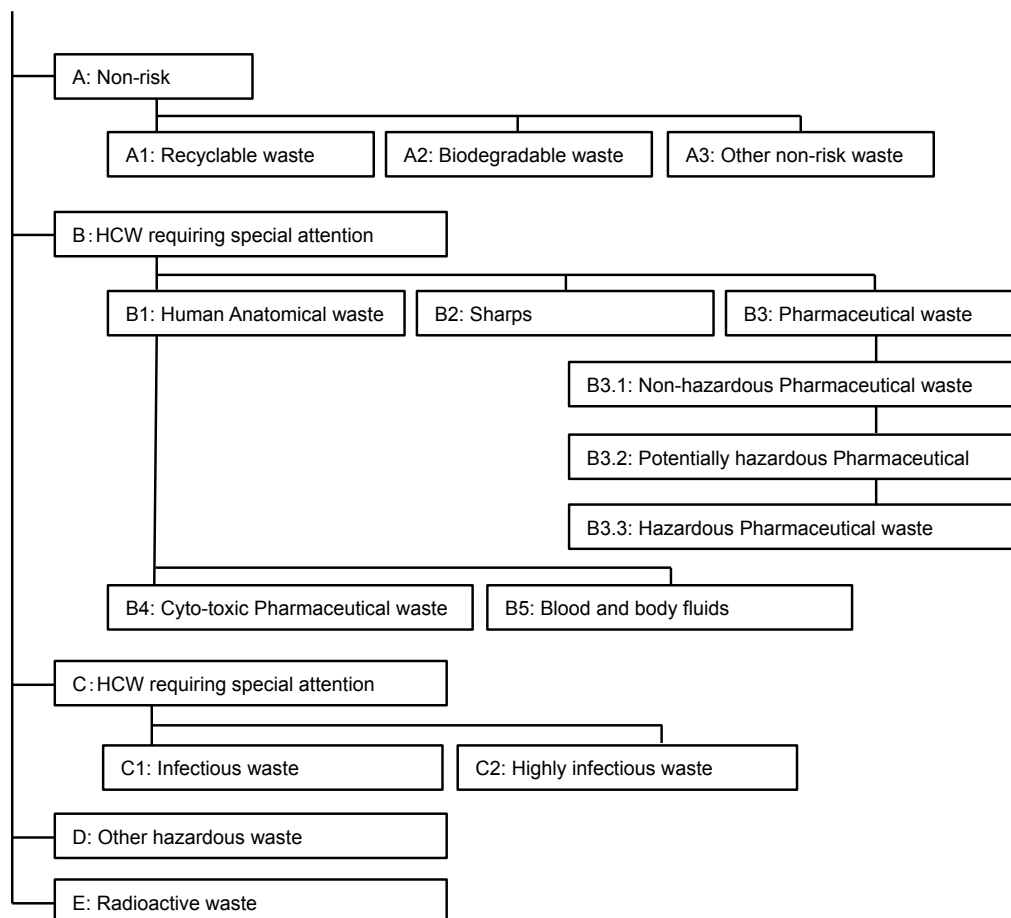 A: Non-risk
A1: Recyclable waste
A2: Biodegradable waste
A3: Other non-risk waste
B：HCW requiring special attention
B1: Human Anatomical waste
B2: Sharps
B3: Pharmaceutical waste
B3.1: Non-hazardous Pharmaceutical waste
B3.2: Potentially hazardous Pharmaceutical
B3.3: Hazardous Pharmaceutical waste
B4: Cyto-toxic Pharmaceutical waste
B5: Blood and body fluids
C：HCW requiring special attention
C1: Infectious waste
C2: Highly infectious waste
D: Other hazardous waste
E: Radioactive waste